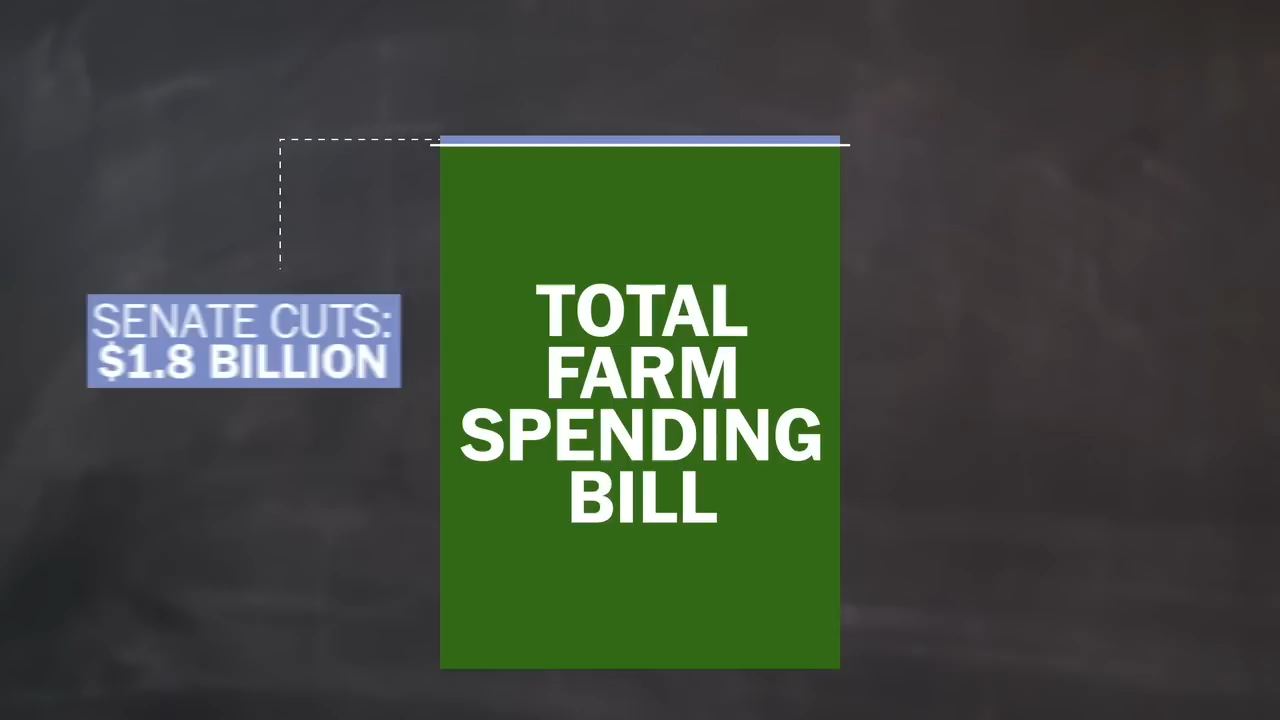 SENATE CUTS:
$1.8 BILLION
TOTAL
FARM
SPENDING
BILL